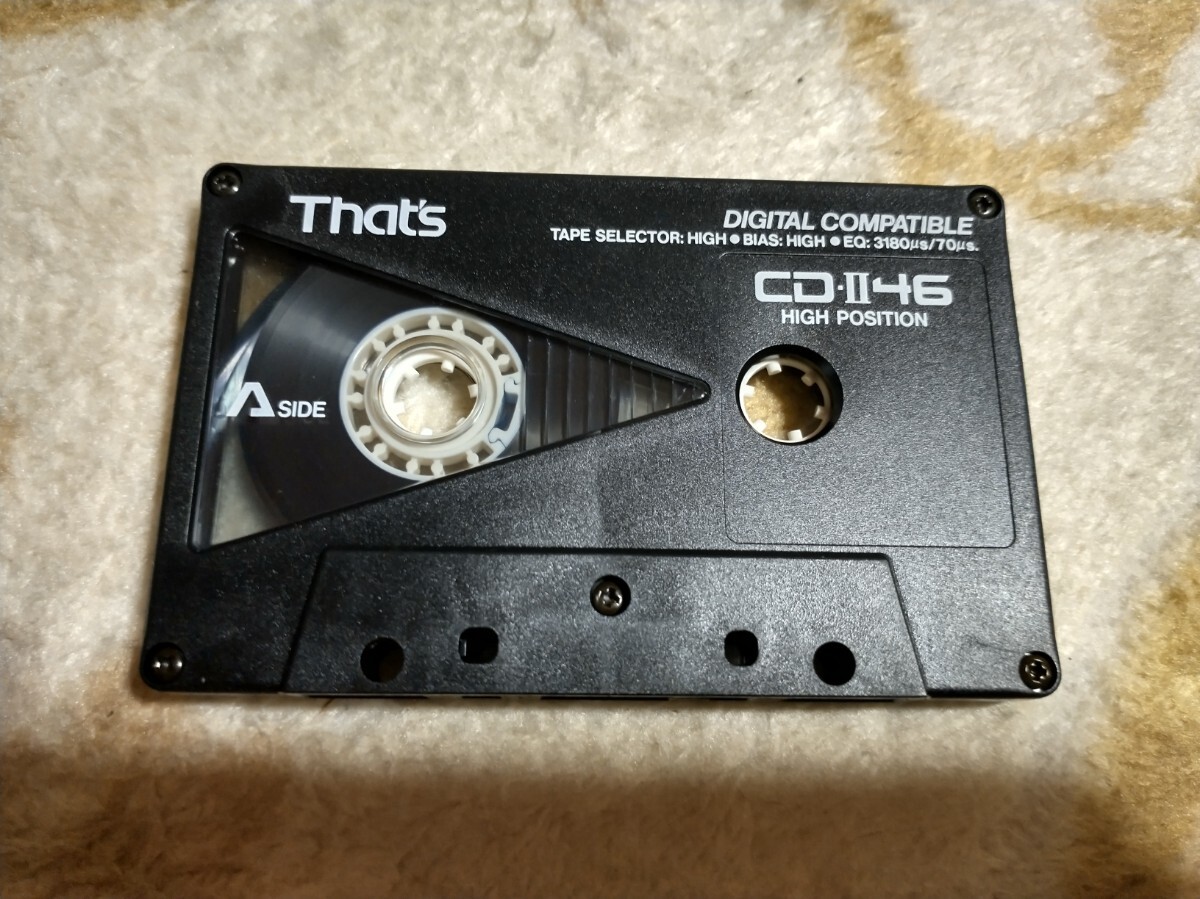 That's
DIGITAL COMPATIBLE
TAPE SELECTOR: HIGH ● BIAS: HIGH ● EQ: 3180μs/70μs.
CD·II46
HIGH POSITION
A SIDE